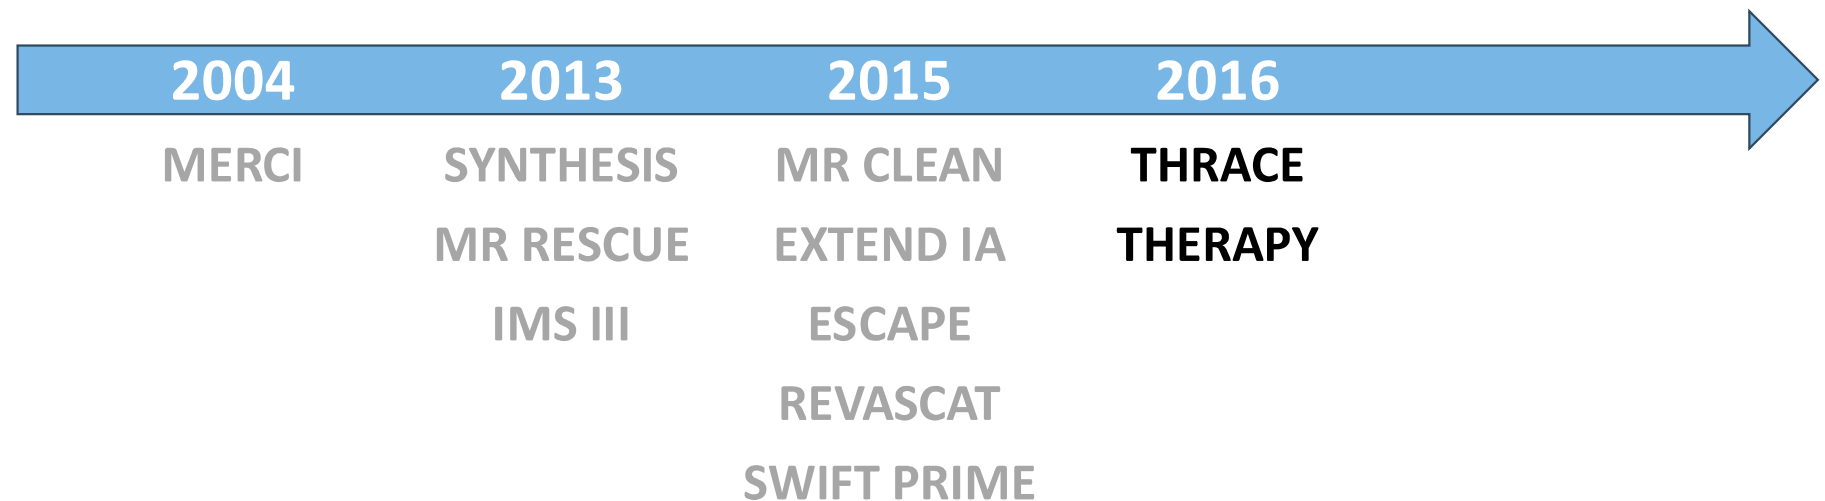 2004 2013 2015 2016
MERCI SYNTHESIS MR CLEAN THRACE
MR RESCUE EXTEND IA THERAPY
IMS III ESCAPE
REVASCAT
SWIFT PRIME